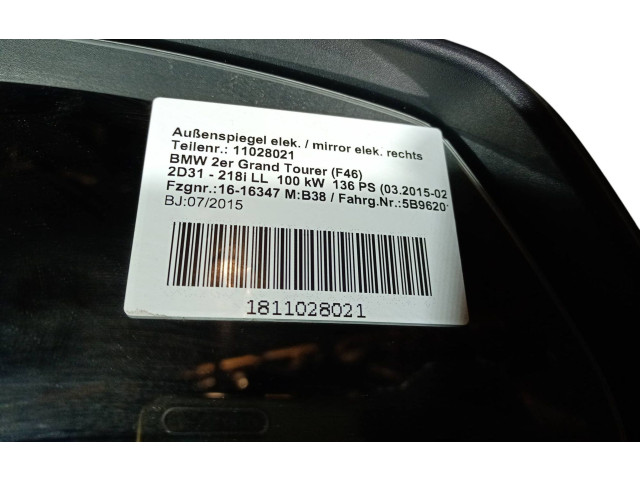 Außenspiegel elek. / mirror elek. rechts
Teilenr.: 11028021
BMW 2er Grand Tourer (F46)
2D31 - 218i LL 100 kW 136 PS (03.2015-02
Fzgnr.:16-16347 M:B38 / Fahrg.Nr.:5B9620
BJ:07/2015
1811028021